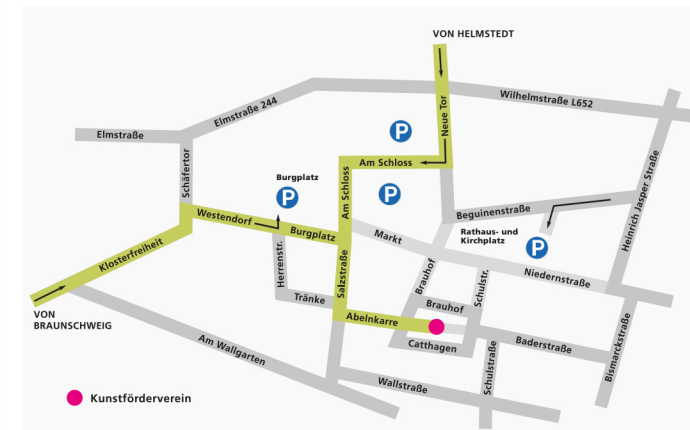 VON HELMSTEDT
Wilhelmstraße L652
Elmstraße 244
Elmstraße
Neue Tor
P
Am Schloss
Schäfertor
Burgplatz
P
P
Am Schloss
Heinrich Jasper Straße
Westendorf
Burgplatz
Beguinenstraße
Rathaus- und
Kirchplatz
P
Markt
Klosterfreiheit
Herrenstr.
Salzstraße
Brauhof
Schulstr.
Niedernstraße
Tränke
Brauhof
VON
BRAUNSCHWEIG
Abelnkarre
Catthagen
Baderstraße
Bismarckstraße
Am Wallgarten
Wallstraße
Schulstraße
Kunstförderverein